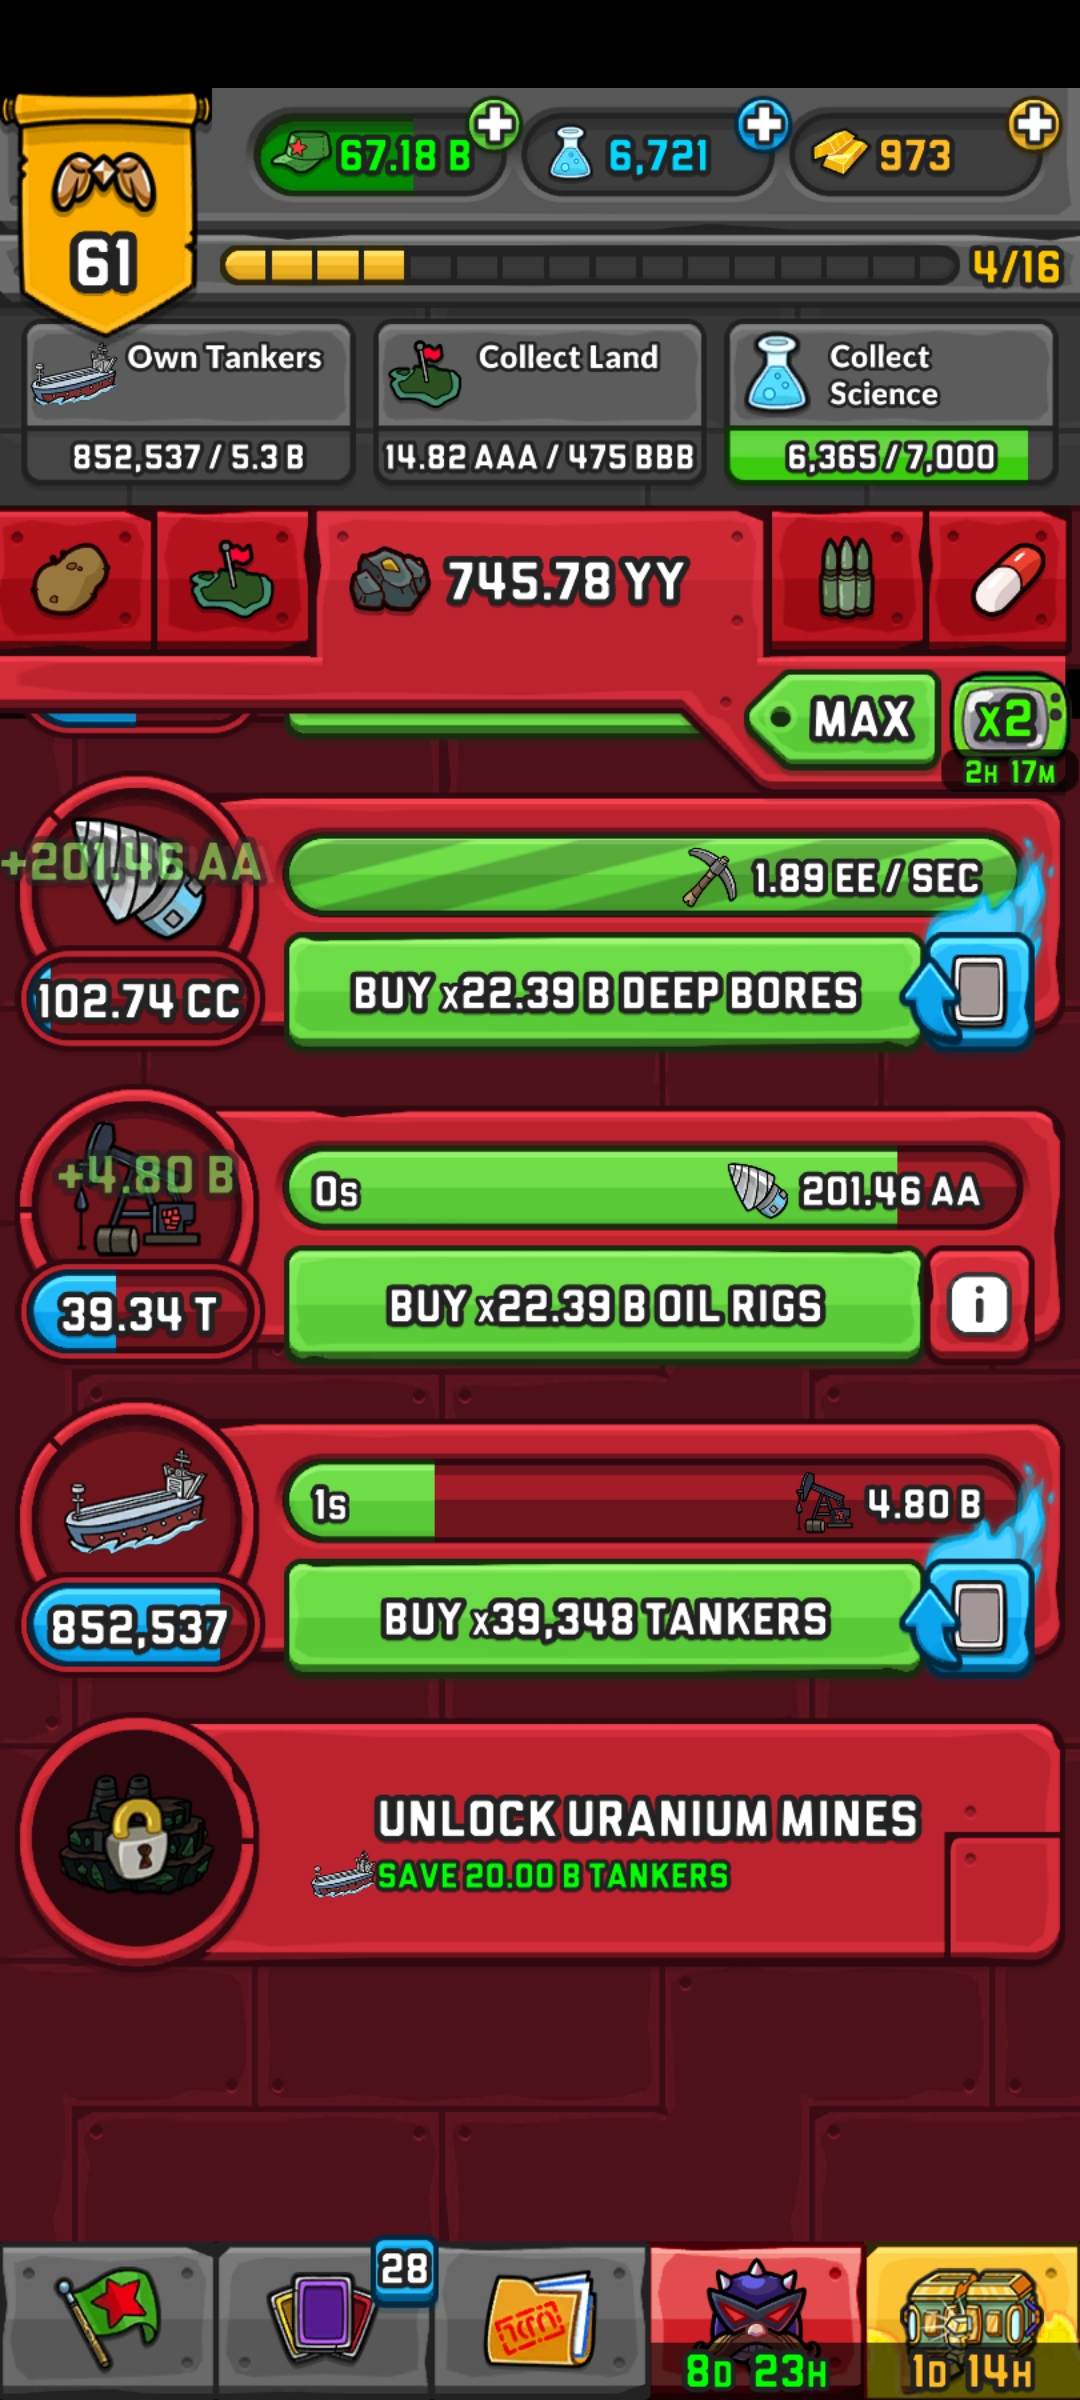 67.18 B
6,721
973
61
4/16
Own Tankers
852,537 / 5.3 B
Collect Land
14.82 AAA / 475 BBB
Collect
Science
6,365 / 7,000
745.78 YY
MAX
x2
2H 17M
+201.46 AA
1.89 EE / SEC
102.74 CC
BUY x22.39 B DEEP BORES
+4.80 B
0s
201.46 AA
39.34 T
BUY x22.39 B OIL RIGS
i
1s
4.80 B
852,537
BUY x39,348 TANKERS
UNLOCK URANIUM MINES
SAVE 20.00 B TANKERS
28
8D 23H
1D 14H